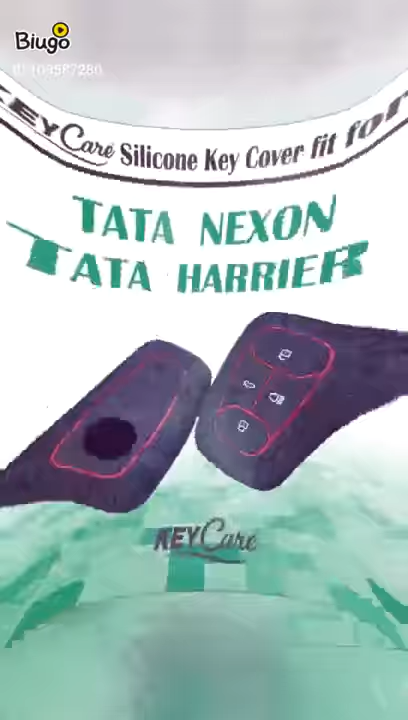 Biugo
KEYCare Silicone Key Cover fit for
TATA NEXON
TATA HARRIER
KEYCare